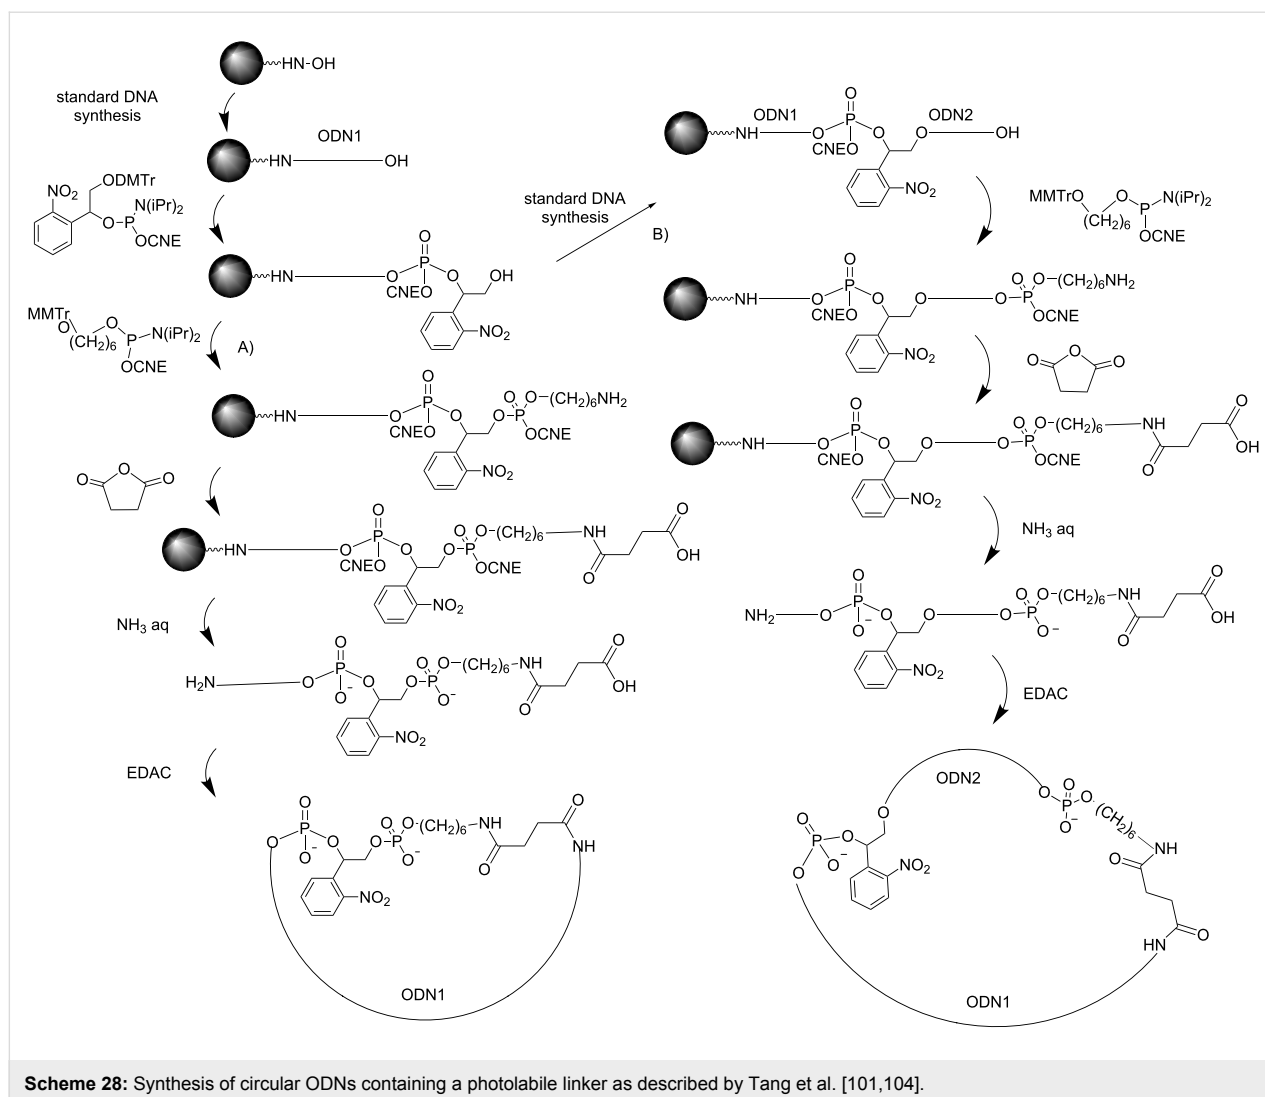 HN-OH
standard DNA
synthesis
ODN1
HN
OH
NO₂
ODMTr
O
P
N(iPr)₂
OCNE
HN
O
O
P
CNEO
O
OH
NO₂
standard DNA
synthesis
B)
MMTr
O
(CH₂)₆
O
P
N(iPr)₂
OCNE
A)
HN
O
O
P
CNEO
O
NO₂
O
O
P
O
(CH₂)₆NH₂
OCNE
O
O
O
HN
O
O
P
CNEO
O
NO₂
O
O
P
O
(CH₂)₆
OCNE
NH
O
O
OH
NH₃ aq
H₂N
O
O
P
O⁻
O
NO₂
O
O
P
O
(CH₂)₆
O⁻
NH
O
O
OH
EDAC
O
O
P
O⁻
O
NO₂
O
O
P
O
(CH₂)₆
O⁻
NH
O
O
NH
ODN1
ODN1
ODN2
NH
O
O
P
CNEO
O
O
OH
NO₂
MMTrO
(CH₂)₆
O
P
N(iPr)₂
OCNE
NH
O
O
P
CNEO
O
O
NO₂
O
O
P
O
(CH₂)₆NH₂
OCNE
O
O
O
NH
O
O
P
CNEO
O
O
NO₂
O
O
P
O
(CH₂)₆
OCNE
NH
O
O
OH
NH₃ aq
NH₂
O
O
P
O⁻
O
O
NO₂
O
O
P
O
(CH₂)₆
O⁻
NH
O
O
OH
EDAC
ODN2
O
O
P
O⁻
O
O
NO₂
O
O
P
O
(CH₂)₆
O⁻
NH
O
O
HN
ODN1
Scheme 28: Synthesis of circular ODNs containing a photolabile linker as described by Tang et al. [101,104].